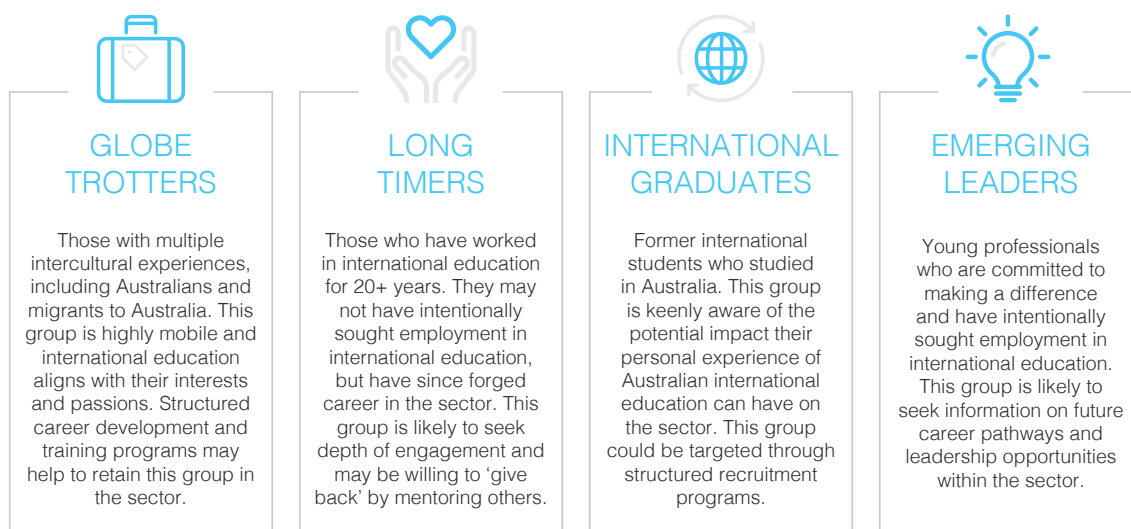 GLOBE
TROTTERS
Those with multiple
intercultural experiences,
including Australians and
migrants to Australia. This
group is highly mobile and
international education
aligns with their interests
and passions. Structured
career development and
training programs may
help to retain this group in
the sector.
LONG
TIMERS
Those who have worked
in international education
for 20+ years. They may
not have intentionally
sought employment in
international education,
but have since forged
career in the sector. This
group is likely to seek
depth of engagement and
may be willing to ‘give
back’ by mentoring others.
INTERNATIONAL
GRADUATES
Former international
students who studied
in Australia. This group
is keenly aware of the
potential impact their
personal experience of
Australian international
education can have on
the sector. This group
could be targeted through
structured recruitment
programs.
EMERGING
LEADERS
Young professionals
who are committed to
making a difference
and have intentionally
sought employment in
international education.
This group is likely to
seek information on future
career pathways and
leadership opportunities
within the sector.